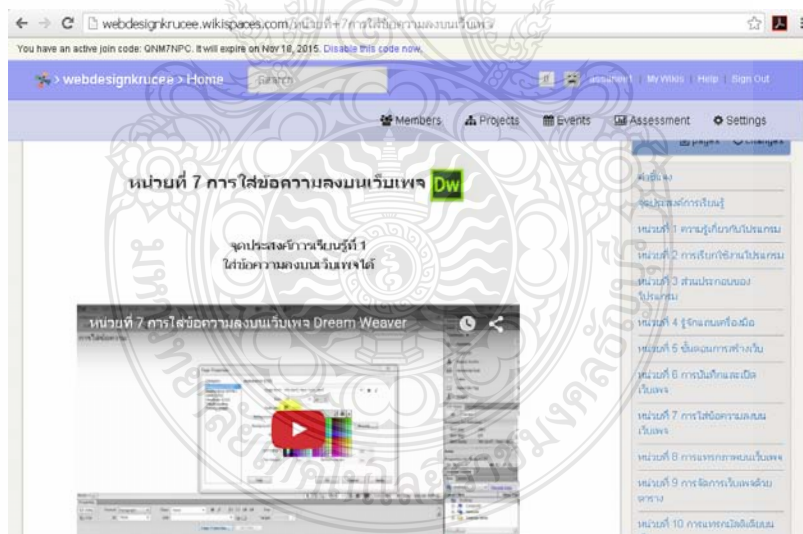 webdesignkrucee.wikispaces.com/หน่วยที่+7การใส่ข้อความลงบนเว็บเพจ
You have an active join code: QNM7NPC. It will expire on Nov 18, 2015. Disable this code now.
webdesignkrucee > Home
Search
My Wikis | Help | Sign Out
Members
Projects
Events
Assessment
Settings
หน่วยที่ 7 การใส่ข้อความลงบนเว็บเพจ Dw
จุดประสงค์การเรียนรู้ที่ 1
ใส่ข้อความลงบนเว็บเพจได้
หน่วยที่ 7 การใส่ข้อความลงบนเว็บเพจ Dream Weaver
การใส่ข้อความ
pages
changes
จุดประสงค์การเรียนรู้
หน่วยที่ 1 ความรู้เกี่ยวกับโปรแกรม
หน่วยที่ 2 การเรียกใช้งานโปรแกรม
หน่วยที่ 3 ส่วนประกอบของ
โปรแกรม
หน่วยที่ 4 รู้จักแถบเครื่องมือ
หน่วยที่ 5 ขั้นตอนการสร้างเว็บ
หน่วยที่ 6 การบันทึกและเปิด
เว็บเพจ
หน่วยที่ 7 การใส่ข้อความลงบน
เว็บเพจ
หน่วยที่ 8 การแทรกภาพบนเว็บเพจ
หน่วยที่ 9 การจัดการเว็บเพจด้วย
ตาราง
หน่วยที่ 10 การแทรกมัลติเดียบน